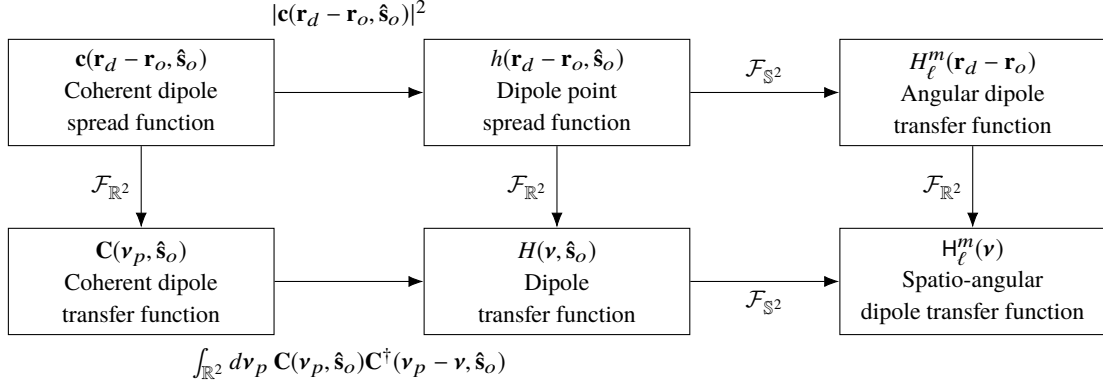 |𝐜(𝐫_d − 𝐫_o, ŝ_o)|²
𝐜(𝐫_d − 𝐫_o, ŝ_o)
Coherent dipole
spread function
h(𝐫_d − 𝐫_o, ŝ_o)
Dipole point
spread function
ℱ_𝕊²
H_ℓ^m(𝐫_d − 𝐫_o)
Angular dipole
transfer function
ℱ_ℝ²
ℱ_ℝ²
ℱ_ℝ²
𝐂(𝛎_p, ŝ_o)
Coherent dipole
transfer function
H(𝛎, ŝ_o)
Dipole
transfer function
ℱ_𝕊²
𝖧_ℓ^m(𝛎)
Spatio-angular
dipole transfer function
∫_ℝ² d𝛎_p 𝐂(𝛎_p, ŝ_o)𝐂^†(𝛎_p − 𝛎, ŝ_o)